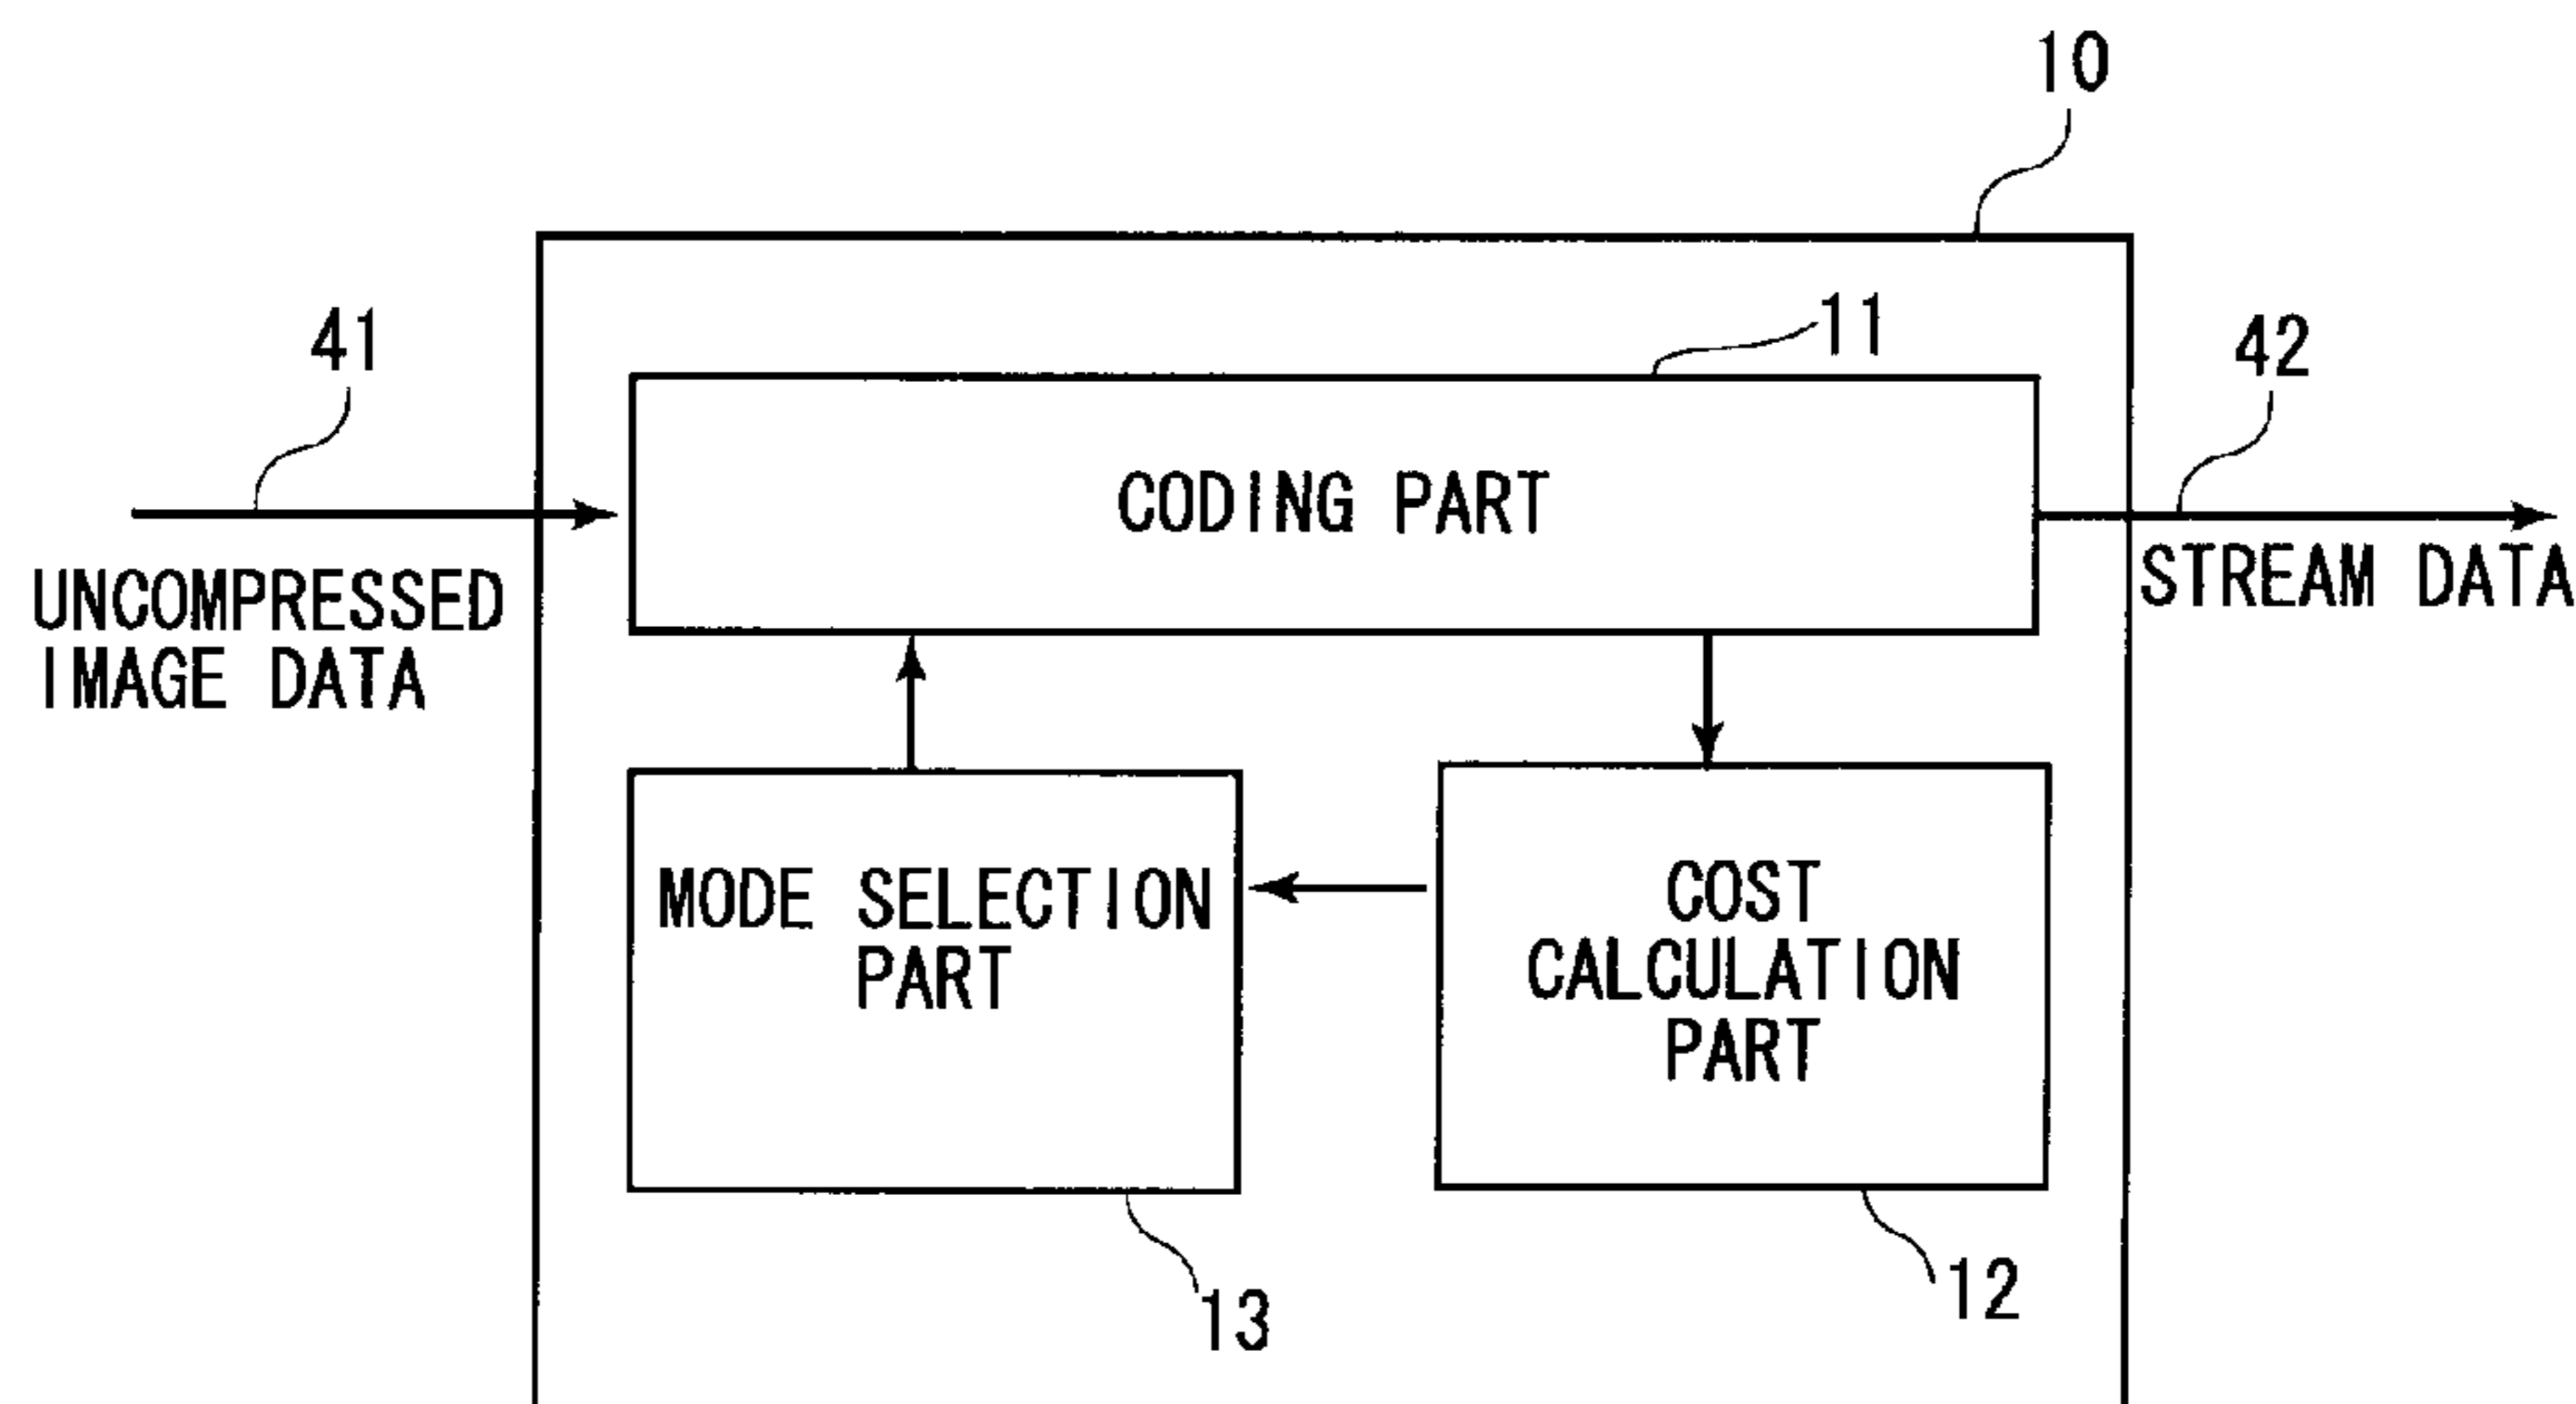 10
41
11
42
CODING PART
UNCOMPRESSED
IMAGE DATA
STREAM DATA
MODE SELECTION
PART
COST
CALCULATION
PART
13
12